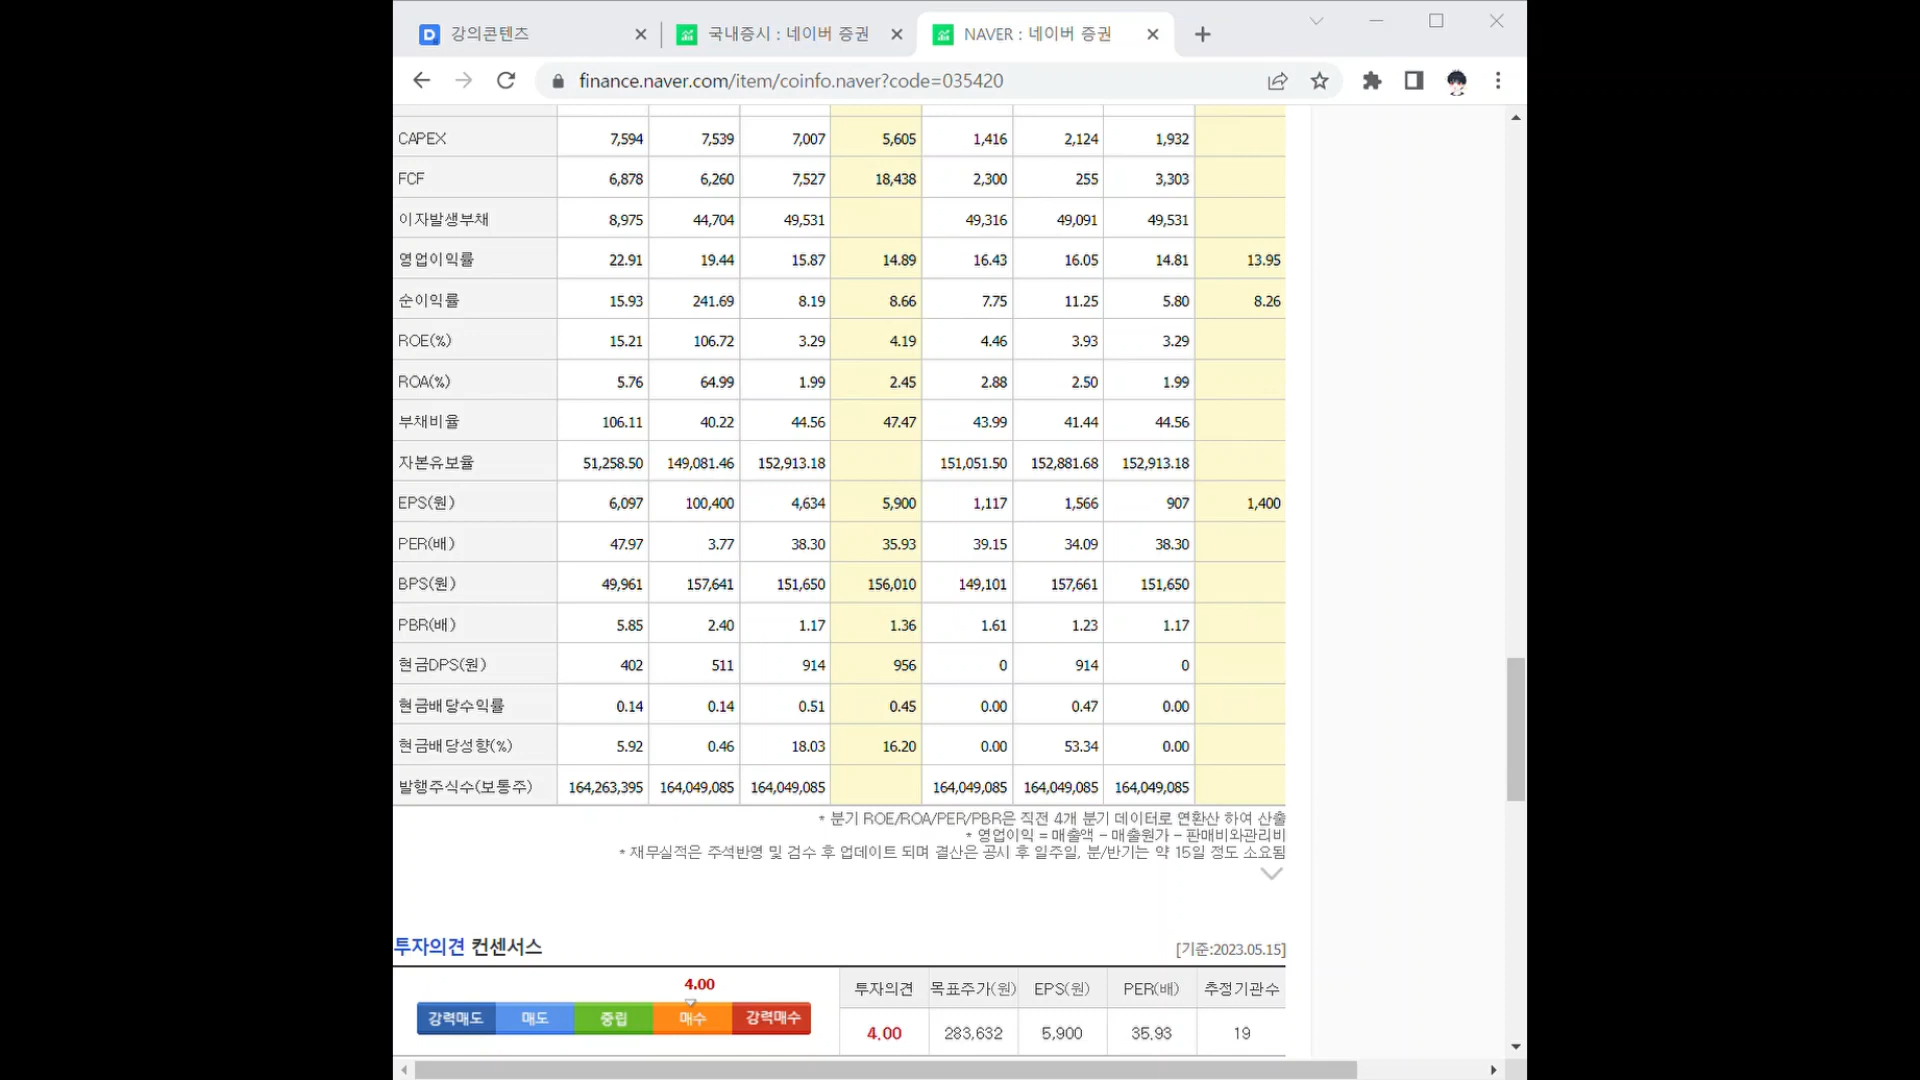 강의콘텐츠
국내증시 : 네이버 증권
NAVER : 네이버 증권
finance.naver.com/item/coinfo.naver?code=035420
CAPEX 7,594 7,539 7,007 5,605 1,416 2,124 1,932
FCF 6,878 6,260 7,527 18,438 2,300 255 3,303
이자발생부채 8,975 44,704 49,531 49,316 49,091 49,531
영업이익률 22.91 19.44 15.87 14.89 16.43 16.05 14.81 13.95
순이익률 15.93 241.69 8.19 8.66 7.75 11.25 5.80 8.26
ROE(%) 15.21 106.72 3.29 4.19 4.46 3.93 3.29
ROA(%) 5.76 64.99 1.99 2.45 2.88 2.50 1.99
부채비율 106.11 40.22 44.56 47.47 43.99 41.44 44.56
자본유보율 51,258.50 149,081.46 152,913.18 151,051.50 152,881.68 152,913.18
EPS(원) 6,097 100,400 4,634 5,900 1,117 1,566 907 1,400
PER(배) 47.97 3.77 38.30 35.93 39.15 34.09 38.30
BPS(원) 49,961 157,641 151,650 156,010 149,101 157,661 151,650
PBR(배) 5.85 2.40 1.17 1.36 1.61 1.23 1.17
현금DPS(원) 402 511 914 956 0 914 0
현금배당수익률 0.14 0.14 0.51 0.45 0.00 0.47 0.00
현금배당성향(%) 5.92 0.46 18.03 16.20 0.00 53.34 0.00
발행주식수(보통주) 164,263,395 164,049,085 164,049,085 164,049,085 164,049,085 164,049,085
* 분기 ROE/ROA/PER/PBR은 직전 4개 분기 데이터로 연환산 하여 산출
* 영업이익 = 매출액 - 매출원가 - 판매비와관리비
* 재무실적은 주석반영 및 검수 후 업데이트 되며 결산은 공시 후 일주일, 분/반기는 약 15일 정도 소요됨
투자의견 컨센서스
[기준:2023.05.15]
4.00
강력매도 매도 중립 매수 강력매수
투자의견 목표주가(원) EPS(원) PER(배) 추정기관수
4.00 283,632 5,900 35.93 19